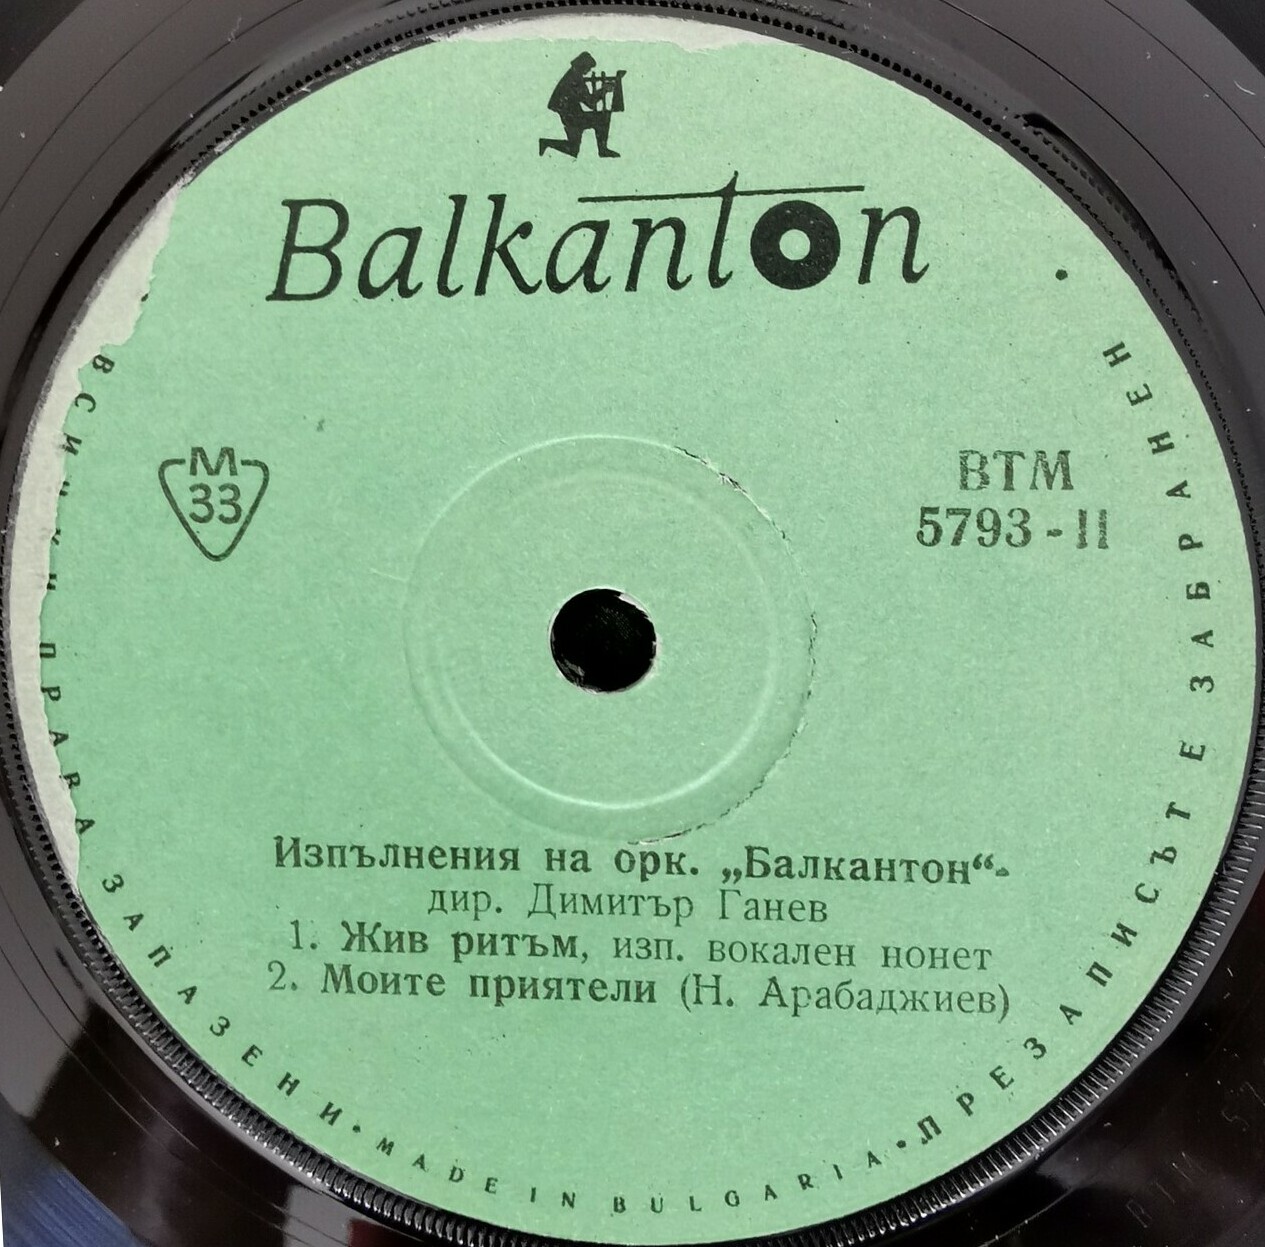 Balkanton
М
33
ВТМ
5793 - II
Изпълнения на орк. „Балкантон“-
дир. Димитър Ганев
1. Жив ритъм, изп. вокален нонет
2. Моите приятели (Н. Арабаджиев)
ВСИЧКИ ПРАВА ЗАПАЗЕНИ • MADE IN BULGARIA • ПРЕЗАПИСЪТ Е ЗАБРАНЕН